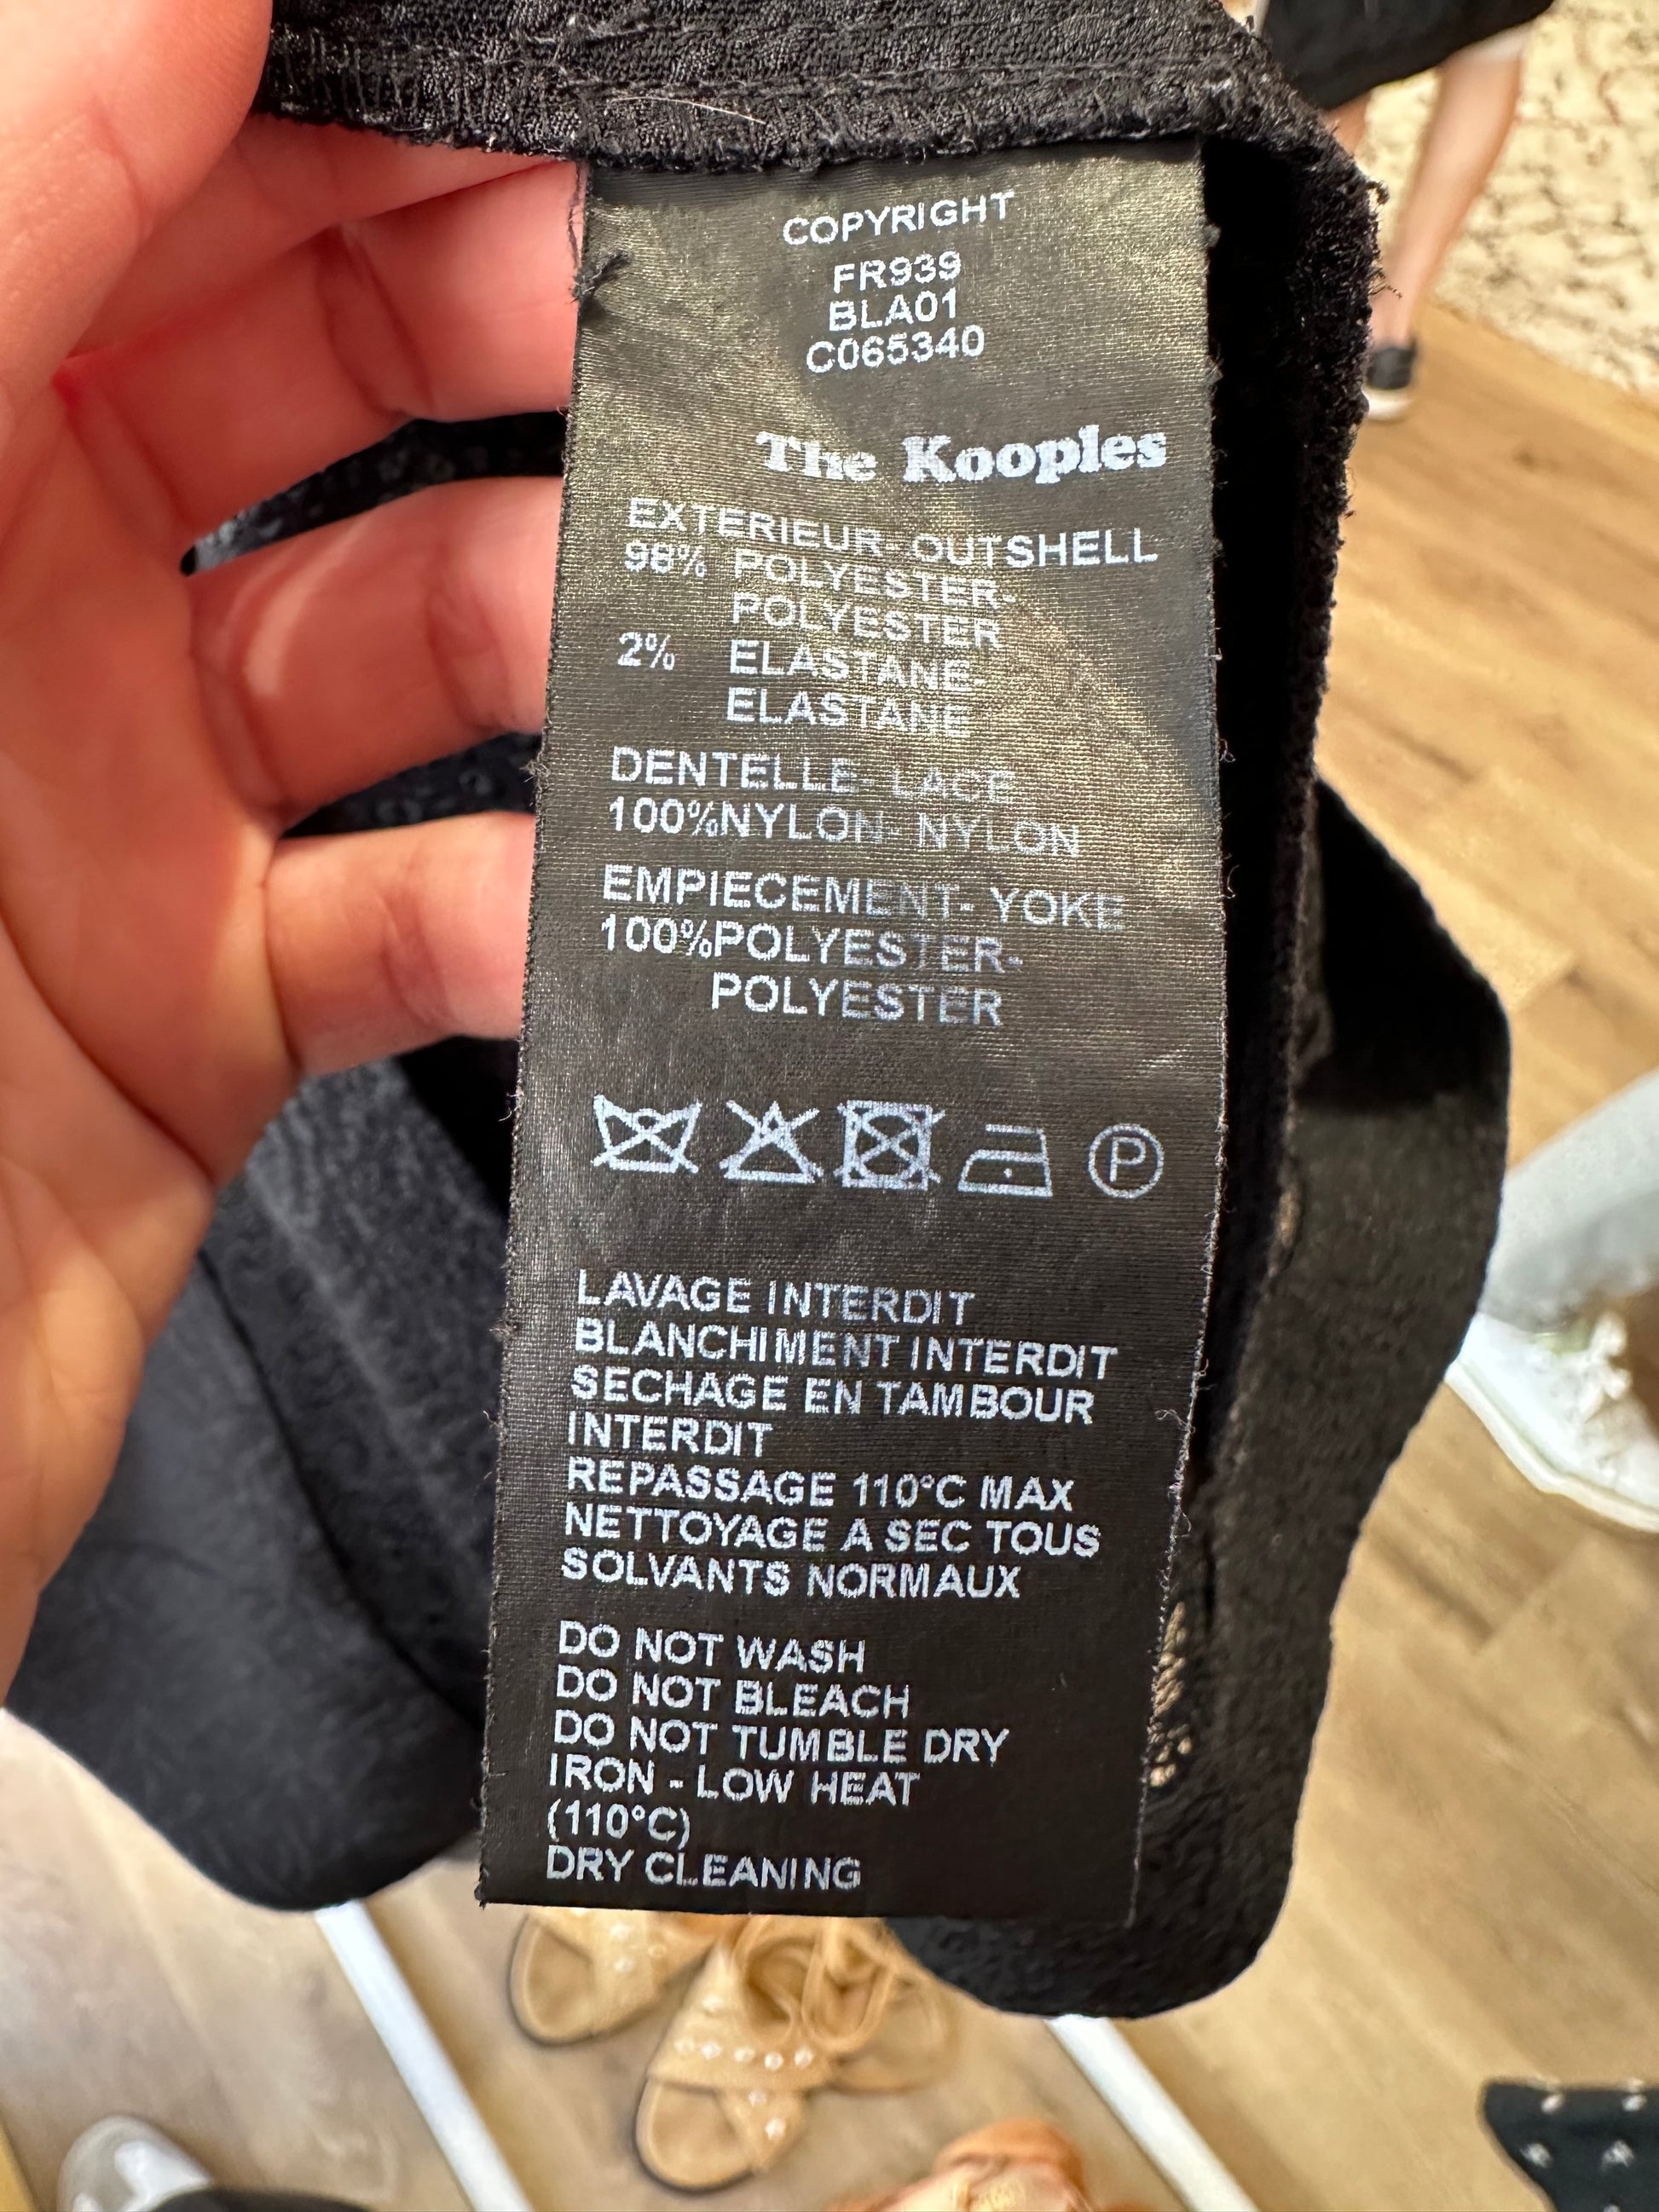 COPYRIGHT
FR939
BLA01
C065340
The Kooples
EXTERIEUR- OUTSHELL
98% POLYESTER-
POLYESTER
2% ELASTANE-
ELASTANE
DENTELLE- LACE
100%NYLON- NYLON
EMPIECEMENT- YOKE
100%POLYESTER-
POLYESTER
P
LAVAGE INTERDIT
BLANCHIMENT INTERDIT
SECHAGE EN TAMBOUR
INTERDIT
REPASSAGE 110°C MAX
NETTOYAGE A SEC TOUS
SOLVANTS NORMAUX
DO NOT WASH
DO NOT BLEACH
DO NOT TUMBLE DRY
IRON - LOW HEAT
(110°C)
DRY CLEANING